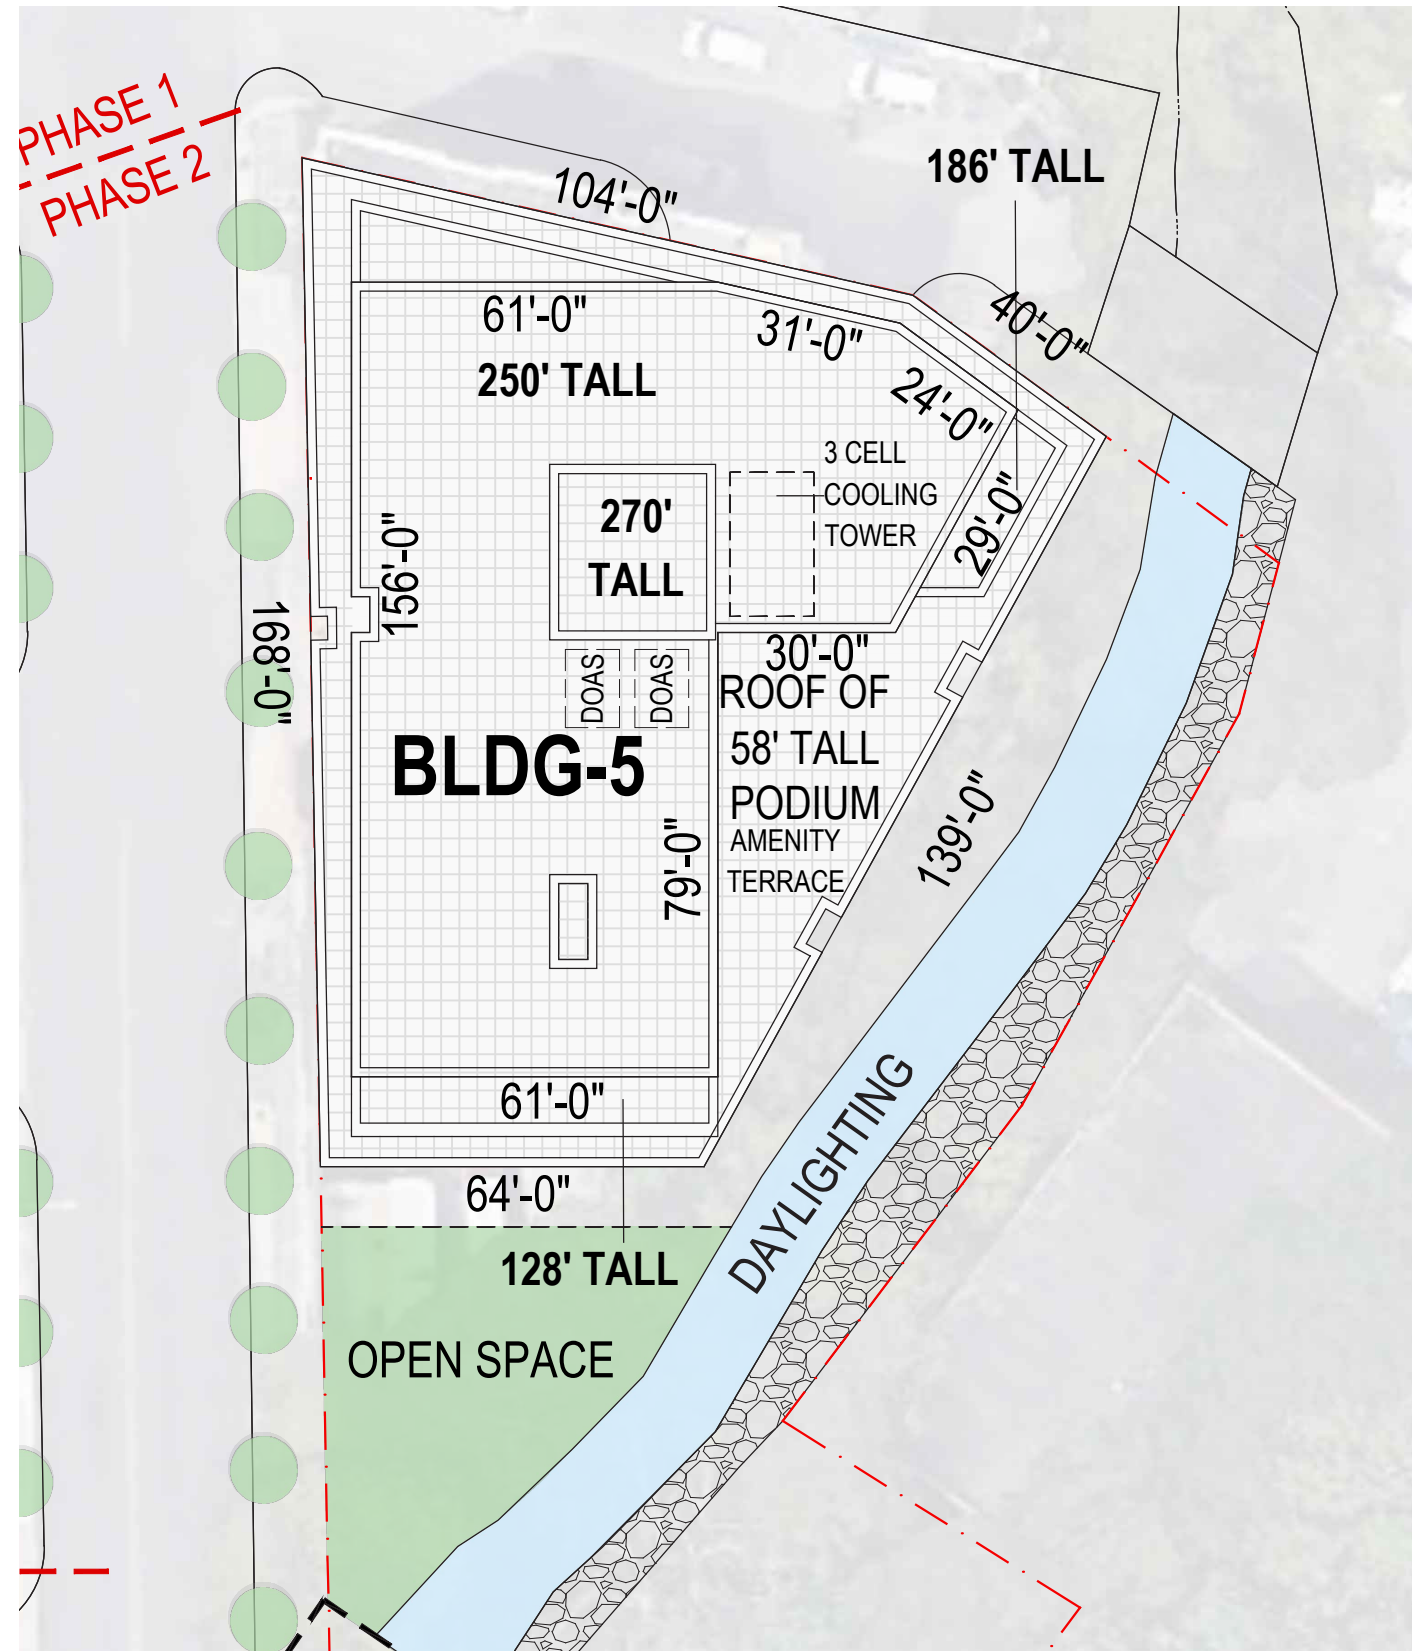 PHASE 1
PHASE 2
104'-0"
186' TALL
61'-0"
31'-0"
40'-0"
250' TALL
24'-0"
3 CELL
COOLING
TOWER
270'
TALL
29'-0"
156'-0"
168'-0"
30'-0"
DOAS
DOAS
ROOF OF
58' TALL
PODIUM
AMENITY
TERRACE
BLDG-5
79'-0"
139'-0"
61'-0"
64'-0"
128' TALL
DAYLIGHTING
OPEN SPACE